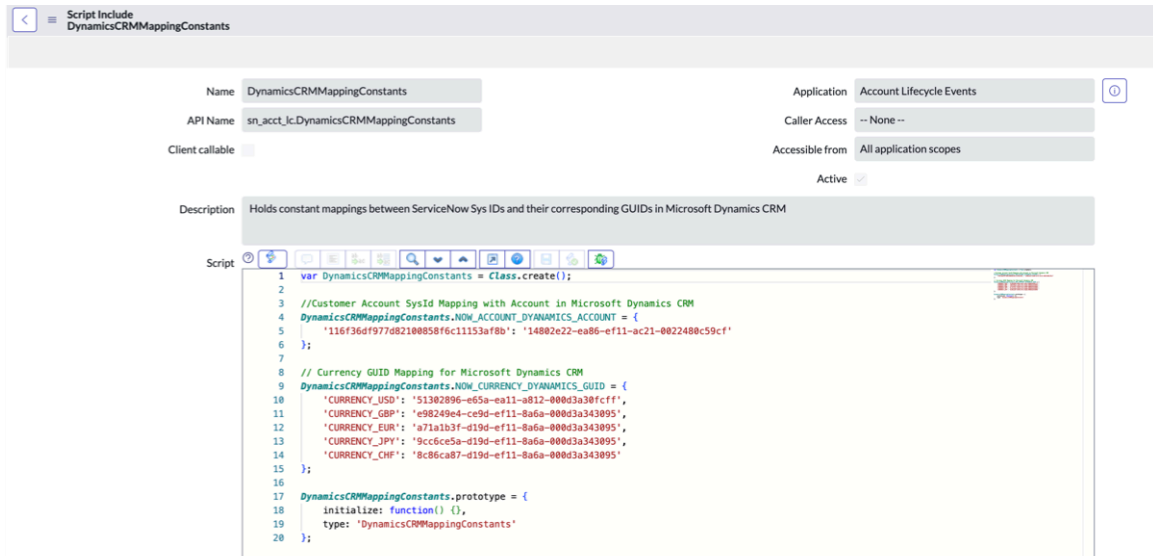 Script Include
DynamicsCRMMappingConstants
Name DynamicsCRMMappingConstants
Application Account Lifecycle Events
API Name sn_acct_lc.DynamicsCRMMappingConstants
Caller Access -- None --
Client callable
Accessible from All application scopes
Active
Description Holds constant mappings between ServiceNow Sys IDs and their corresponding GUIDs in Microsoft Dynamics CRM
Script
1 var DynamicsCRMMappingConstants = Class.create();
2
3 //Customer Account SysId Mapping with Account in Microsoft Dynamics CRM
4 DynamicsCRMMappingConstants.NOW_ACCOUNT_DYANAMICS_ACCOUNT = {
5 '116f36df977d82100858f6c11153af8b': '14802e22-ea86-ef11-ac21-0022480c59cf'
6 };
7
8 // Currency GUID Mapping for Microsoft Dynamics CRM
9 DynamicsCRMMappingConstants.NOW_CURRENCY_DYANAMICS_GUID = {
10 'CURRENCY_USD': '51302896-e65a-ea11-a812-000d3a30fcff',
11 'CURRENCY_GBP': 'e98249e4-ce9d-ef11-8a6a-000d3a343095',
12 'CURRENCY_EUR': 'a71a1b3f-d19d-ef11-8a6a-000d3a343095',
13 'CURRENCY_JPY': '9cc6ce5a-d19d-ef11-8a6a-000d3a343095',
14 'CURRENCY_CHF': '8c86ca87-d19d-ef11-8a6a-000d3a343095'
15 };
16
17 DynamicsCRMMappingConstants.prototype = {
18 initialize: function() {},
19 type: 'DynamicsCRMMappingConstants'
20 };